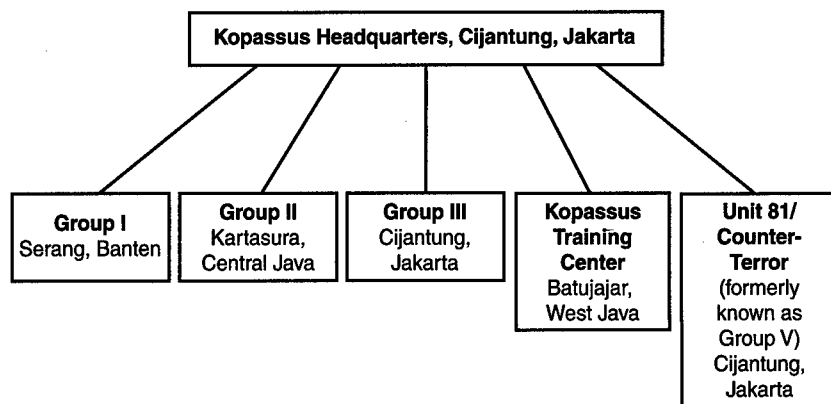 Kopassus Headquarters, Cijantung, Jakarta
Group I
Serang, Banten
Group II
Kartasura,
Central Java
Group III
Cijantung,
Jakarta
Kopassus
Training
Center
Batujajar,
West Java
Unit 81/
Counter-
Terror
(formerly
known as
Group V)
Cijantung,
Jakarta